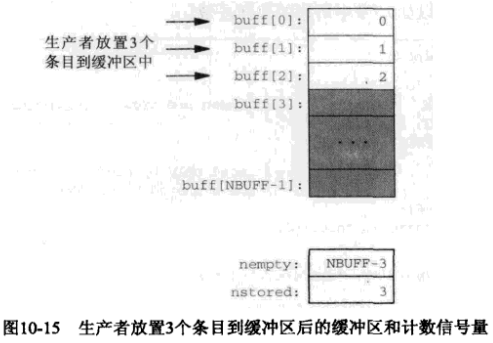 buff[0]: 0
生产者放置3个 buff[1]: 1
条目到缓冲区中 buff[2]: 2
buff[3]:
...
buff[NBUFF-1]:
nempty: NBUFF-3
nstored: 3
图10-15 生产者放置3个条目到缓冲区后的缓冲区和计数信号量